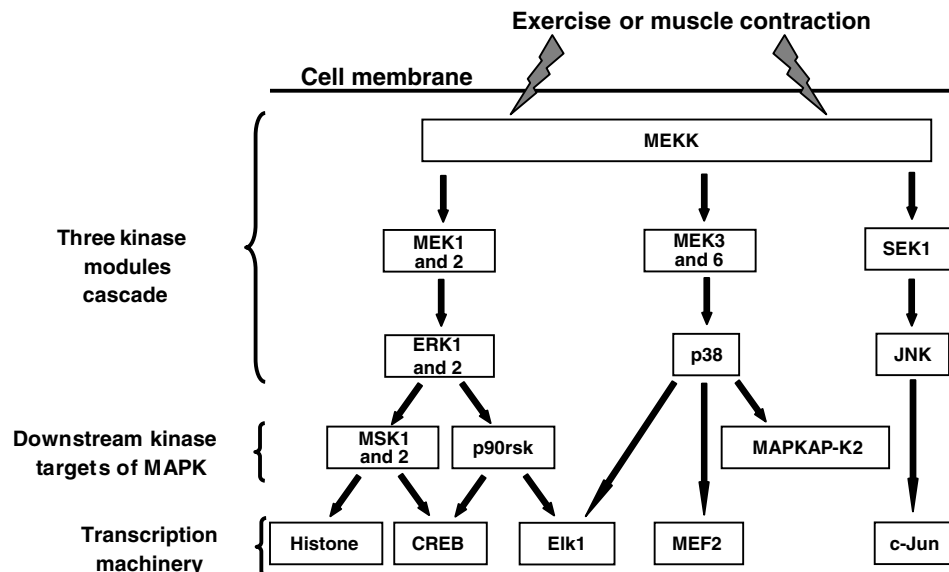 Exercise or muscle contraction
Cell membrane
MEKK
Three kinase
modules
cascade
MEK1
and 2
MEK3
and 6
SEK1
ERK1
and 2
p38
JNK
Downstream kinase
targets of MAPK
MSK1
and 2
p90rsk
MAPKAP-K2
Transcription
machinery
Histone
CREB
Elk1
MEF2
c-Jun